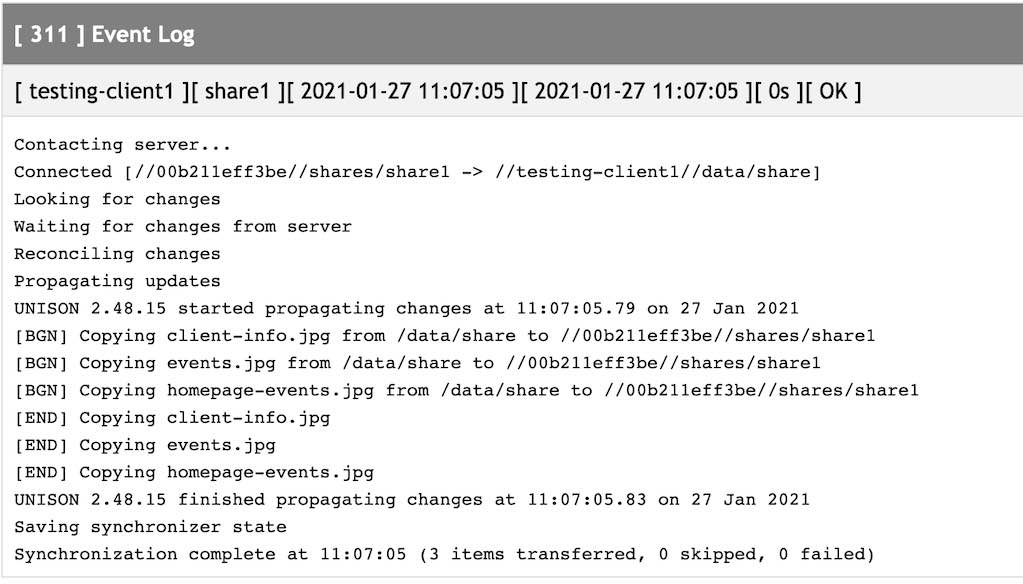 [ 311 ] Event Log
[ testing-client1 ][ share1 ][ 2021-01-27 11:07:05 ][ 2021-01-27 11:07:05 ][ 0s ][ OK ]
Contacting server...
Connected [//00b211eff3be//shares/share1 -> //testing-client1//data/share]
Looking for changes
Waiting for changes from server
Reconciling changes
Propagating updates
UNISON 2.48.15 started propagating changes at 11:07:05.79 on 27 Jan 2021
[BGN] Copying client-info.jpg from /data/share to //00b211eff3be//shares/share1
[BGN] Copying events.jpg from /data/share to //00b211eff3be//shares/share1
[BGN] Copying homepage-events.jpg from /data/share to //00b211eff3be//shares/share1
[END] Copying client-info.jpg
[END] Copying events.jpg
[END] Copying homepage-events.jpg
UNISON 2.48.15 finished propagating changes at 11:07:05.83 on 27 Jan 2021
Saving synchronizer state
Synchronization complete at 11:07:05 (3 items transferred, 0 skipped, 0 failed)